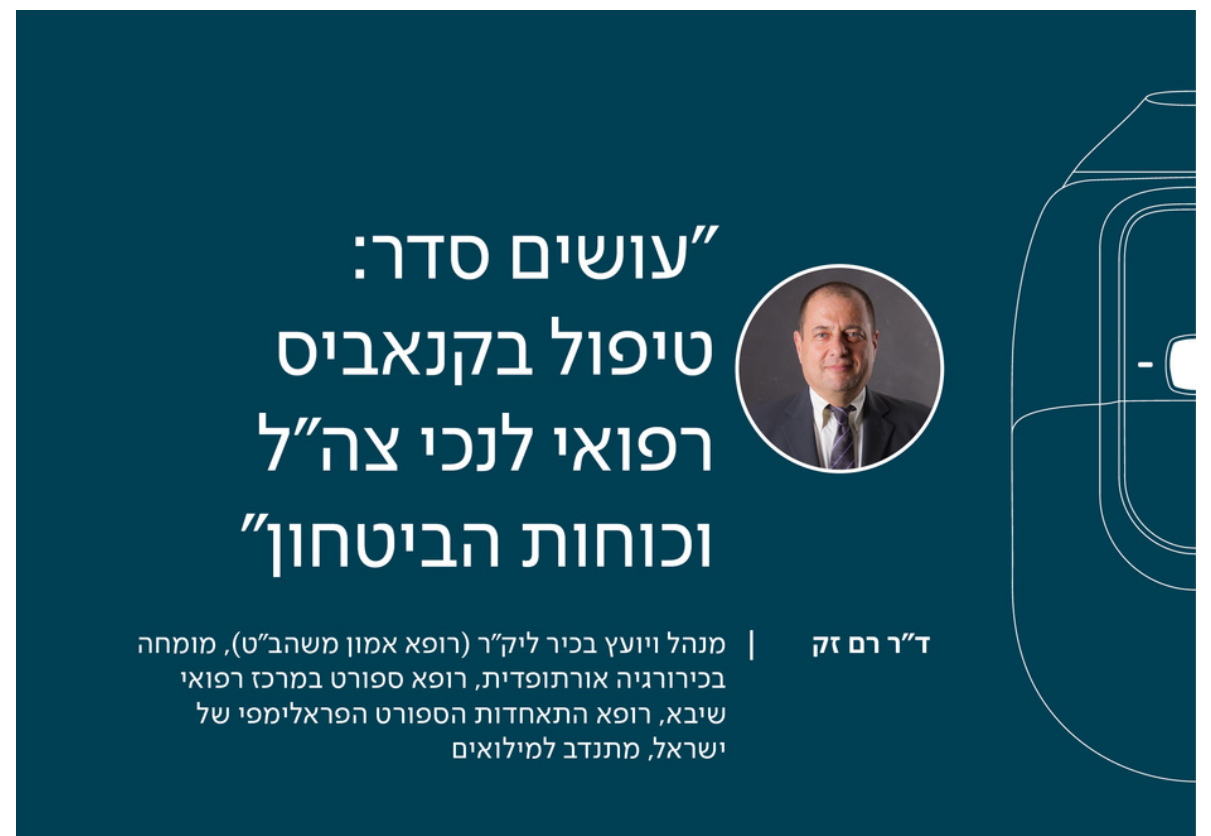 ״עושים סדר:
טיפול בקנאביס
רפואי לנכי צה״ל
וכוחות הביטחון״
ד״ר רם זק | מנהל ויועץ בכיר ליק״ר (רופא אמון משהב״ט), מומחה
בכירורגיה אורתופדית, רופא ספורט במרכז רפואי
שיבא, רופא התאחדות הספורט הפראלימפי של
ישראל, מתנדב למילואים